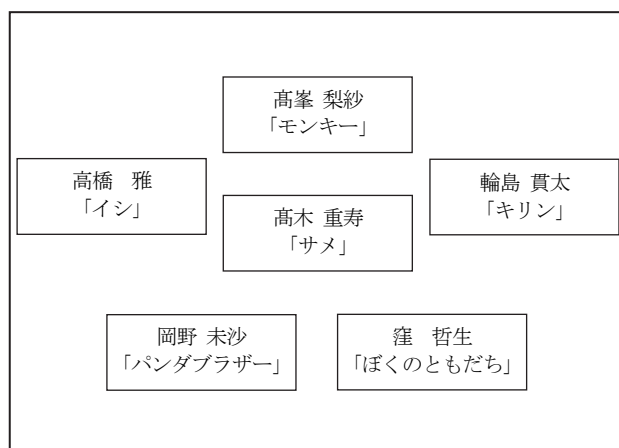 髙峯 梨紗
「モンキー」
高橋　雅
「イシ」
輪島 貫太
「キリン」
髙木 重寿
「サメ」
岡野 未沙
「パンダブラザー」
窪　哲生
「ぼくのともだち」